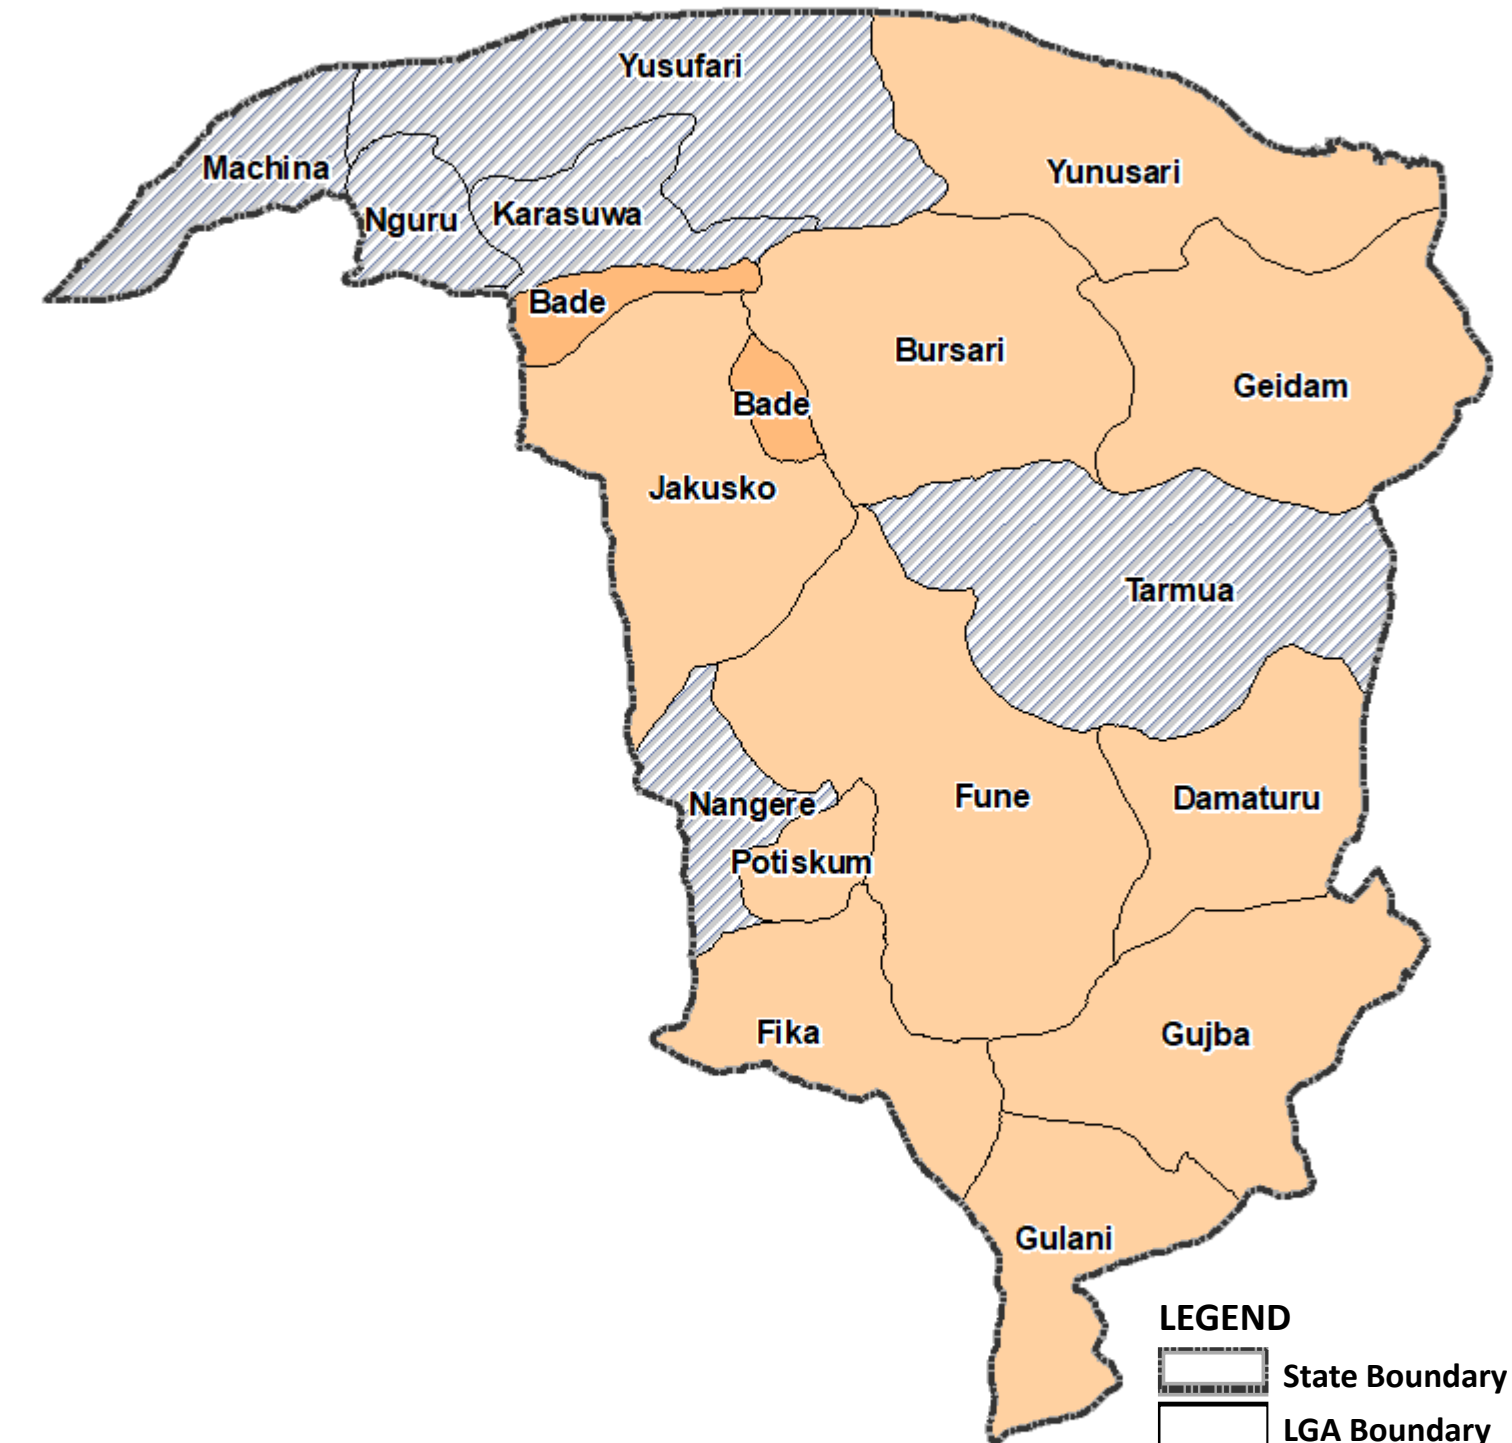 Yusufari
Machina
Yunusari
Nguru
Karasuwa
Bade
Bursari
Geidam
Bade
Jakusko
Tarmua
Nangere
Fune
Damaturu
Potiskum
Fika
Gujba
Gulani
LEGEND
State Boundary
LGA Boundary